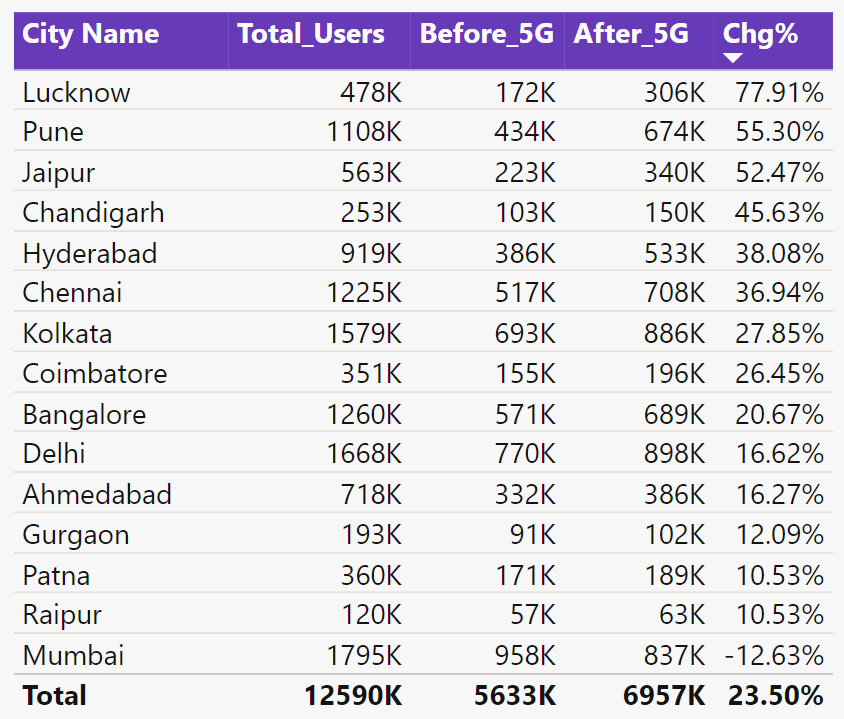 City Name Total_Users Before_5G After_5G Chg%
Lucknow 478K 172K 306K 77.91%
Pune 1108K 434K 674K 55.30%
Jaipur 563K 223K 340K 52.47%
Chandigarh 253K 103K 150K 45.63%
Hyderabad 919K 386K 533K 38.08%
Chennai 1225K 517K 708K 36.94%
Kolkata 1579K 693K 886K 27.85%
Coimbatore 351K 155K 196K 26.45%
Bangalore 1260K 571K 689K 20.67%
Delhi 1668K 770K 898K 16.62%
Ahmedabad 718K 332K 386K 16.27%
Gurgaon 193K 91K 102K 12.09%
Patna 360K 171K 189K 10.53%
Raipur 120K 57K 63K 10.53%
Mumbai 1795K 958K 837K -12.63%
Total 12590K 5633K 6957K 23.50%